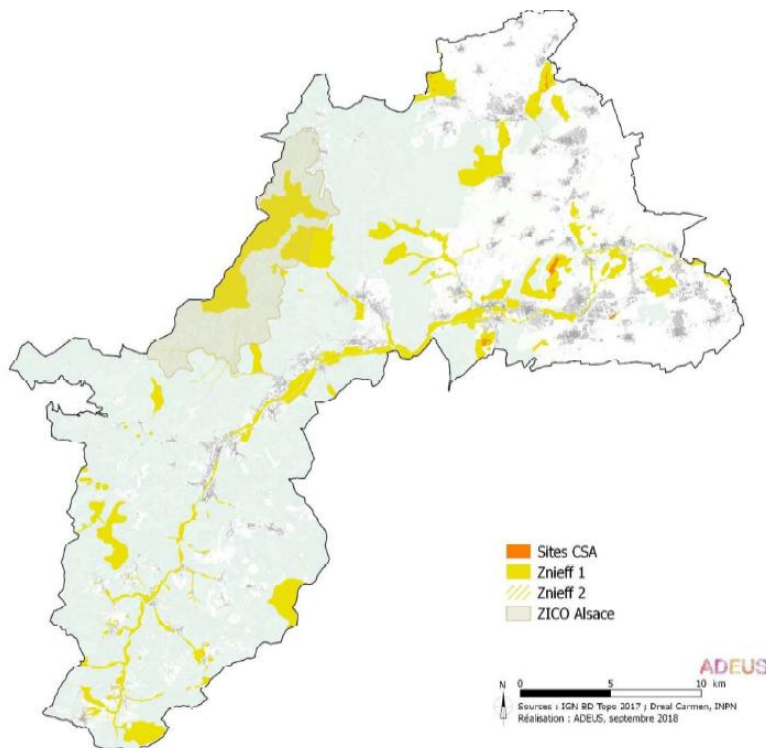 Sites CSA
Znieff 1
Znieff 2
ZICO Alsace
ADEUS
N
0 5 10 km
Sources : IGN BD Topo 2017 ; Dreal Carmen, INPN
Réalisation : ADEUS, septembre 2018